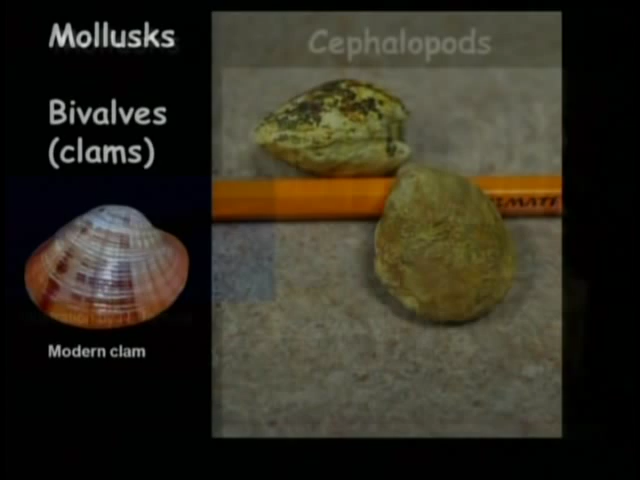 Mollusks
Cephalopods
Bivalves
(clams)
Modern clam